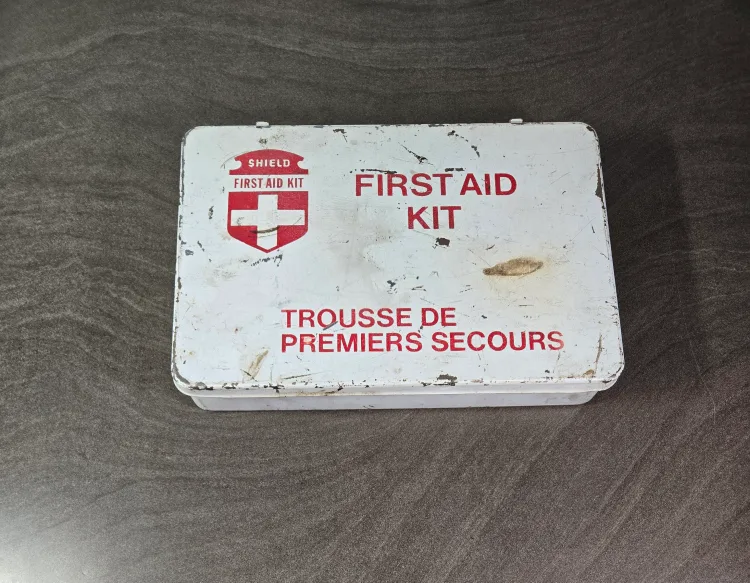 SHIELD
FIRST AID KIT
FIRST AID
KIT
TROUSSE DE
PREMIERS SECOURS